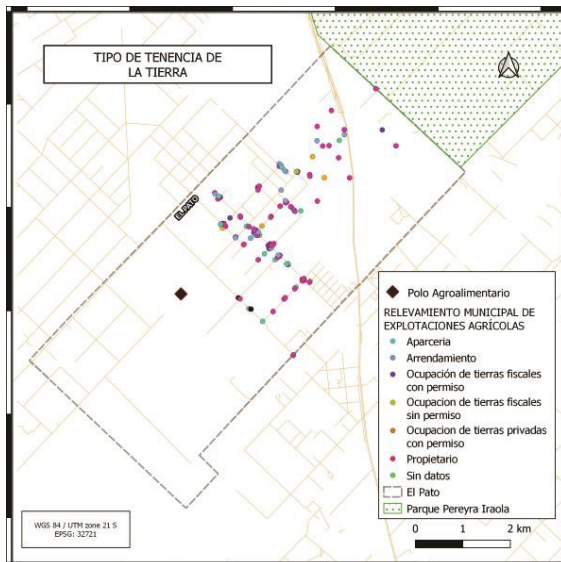 TIPO DE TENENCIA DE
LA TIERRA
EL PATO
Polo Agroalimentario
RELEVAMIENTO MUNICIPAL DE
EXPLOTACIONES AGRÍCOLAS
Aparceria
Arrendamiento
Ocupación de tierras fiscales
con permiso
Ocupacion de tierras fiscales
sin permiso
Ocupacion de tierras privadas
con permiso
Propietario
Sin datos
El Pato
Parque Pereyra Iraola
0 1 2 km
WGS 84 / UTM zone 21 S
EPSG: 32721